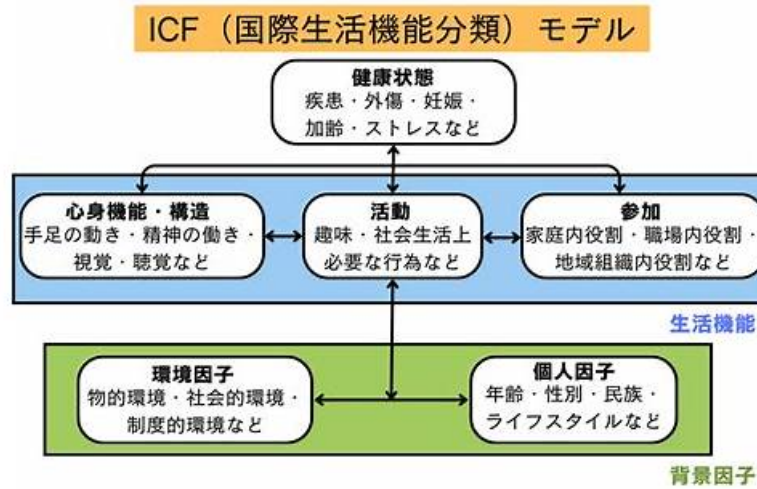 ICF（国際生活機能分類）モデル
健康状態
疾患・外傷・妊娠・
加齢・ストレスなど
心身機能・構造
手足の動き・精神の働き・
視覚・聴覚など
活動
趣味・社会生活上
必要な行為など
参加
家庭内役割・職場内役割・
地域組織内役割など
生活機能
環境因子
物的環境・社会的環境・
制度的環境など
個人因子
年齢・性別・民族・
ライフスタイルなど
背景因子